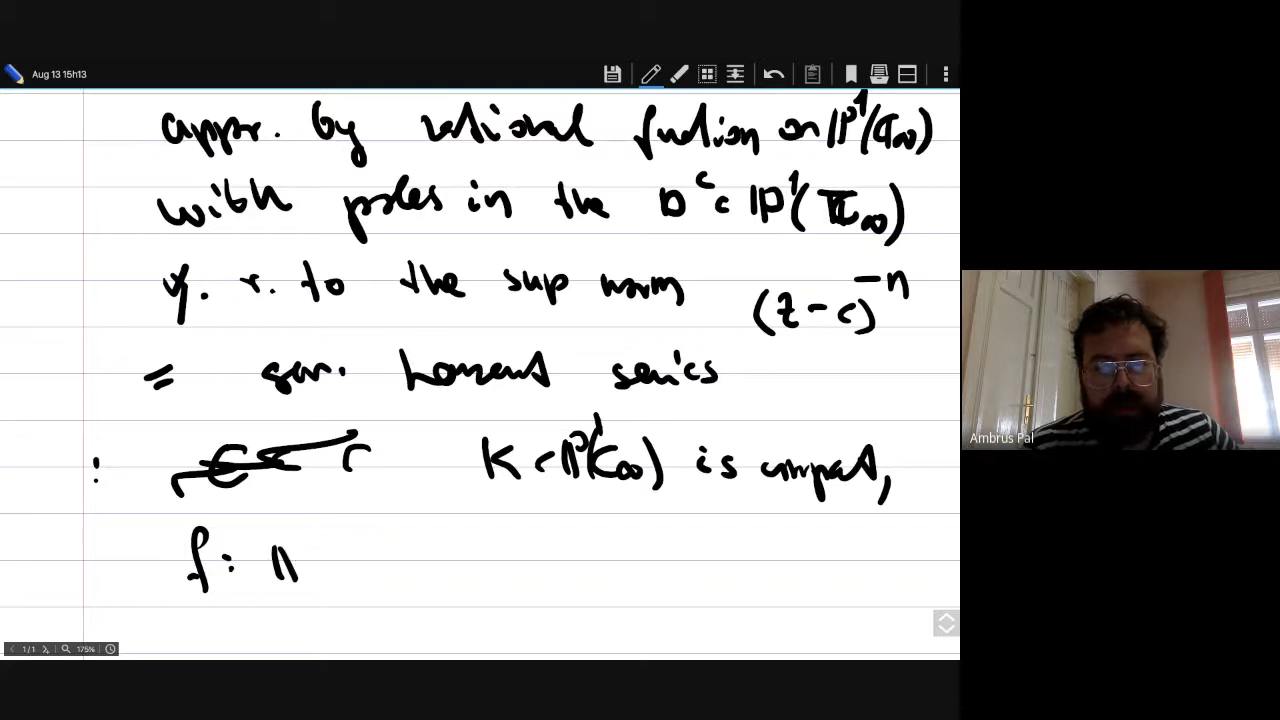 Aug 13 15h13
appr. by rational function on ℙ¹(ℂ∞)
with poles in the Dᶜ ⊂ ℙ¹(ℂ∞)
w. r. to the sup norm (z - c)⁻ⁿ
= gen. Laurent series
: K ⊂ ℙ¹(ℂ∞) is compact,
f:
Ambrus Pal
1/1 175%